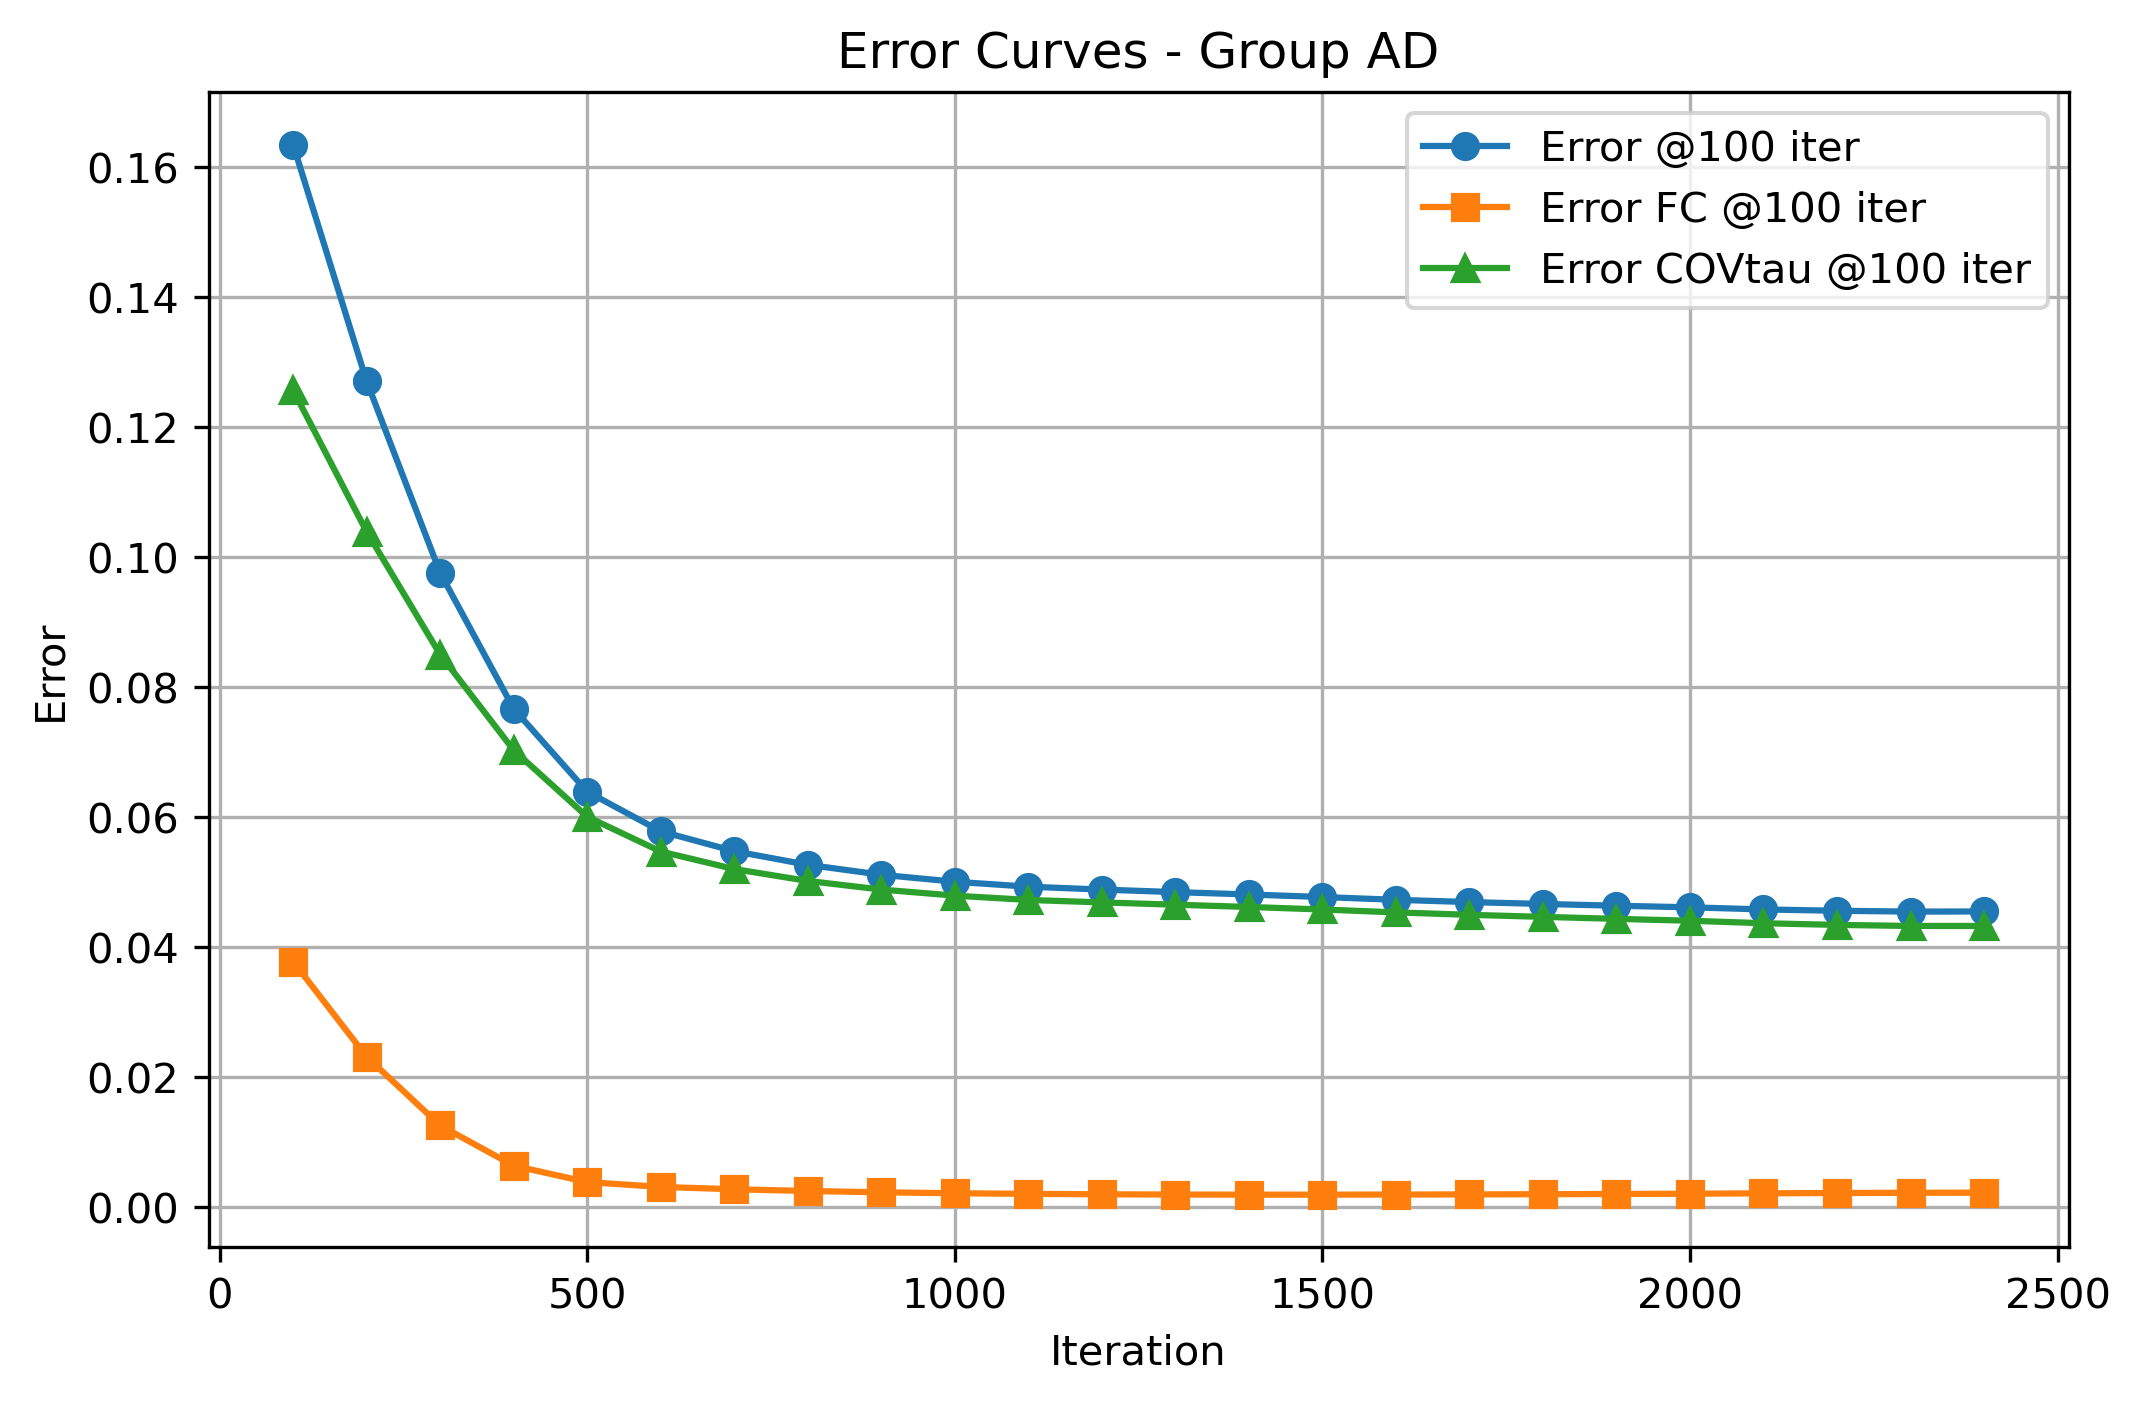 Error Curves - Group AD
Error @100 iter
Error FC @100 iter
Error COVtau @100 iter
Error
0.16
0.14
0.12
0.10
0.08
0.06
0.04
0.02
0.00
0 500 1000 1500 2000 2500
Iteration